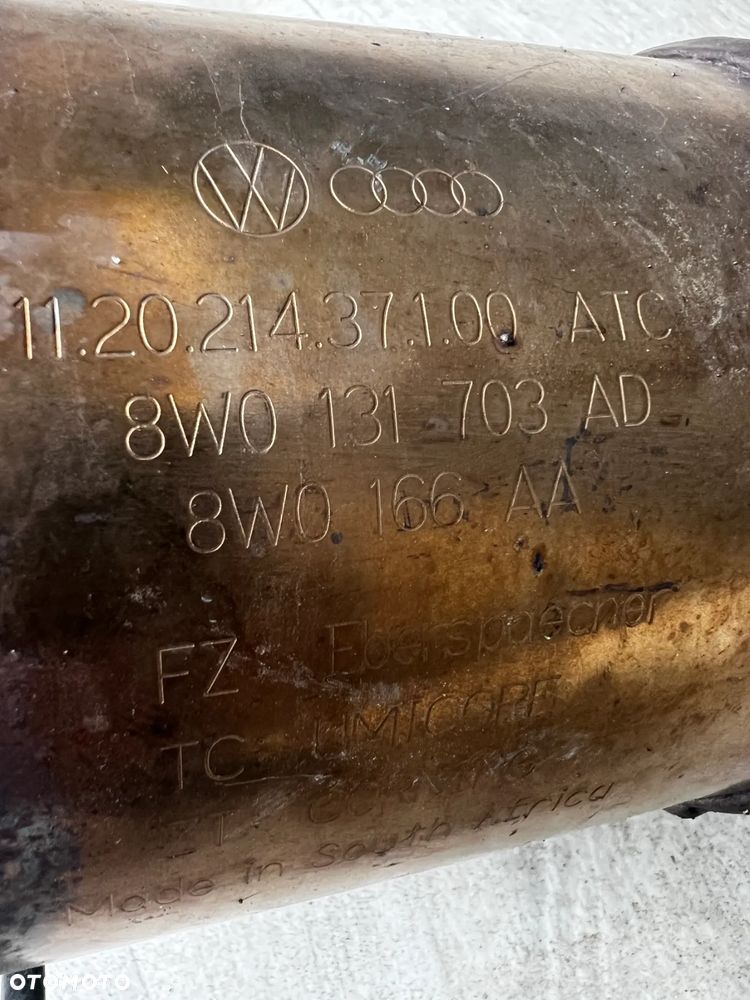 11.20.214.37.1.00 ATC
8W0 131 703 AD
8W0 166 AA
FZ Eberspaecher
TC UMICORE
CORNING
Made in South Africa
OTOMOTO